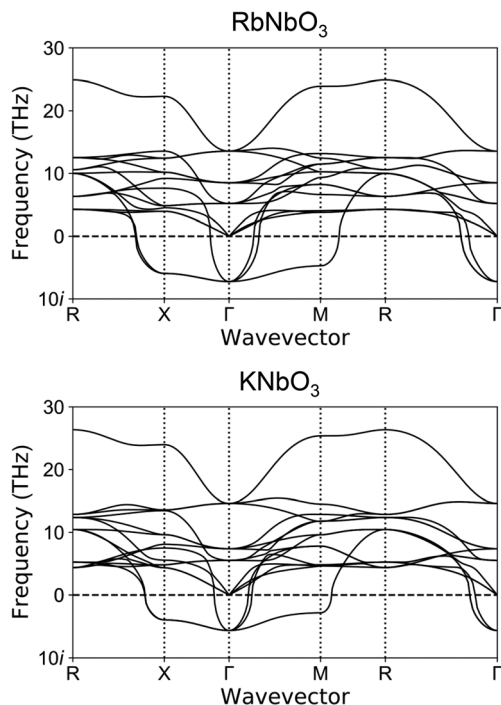 RbNbO₃
30
20
10
0
10i
Frequency (THz)
R X Γ M R Γ
Wavevector
KNbO₃
30
20
10
0
10i
Frequency (THz)
R X Γ M R Γ
Wavevector